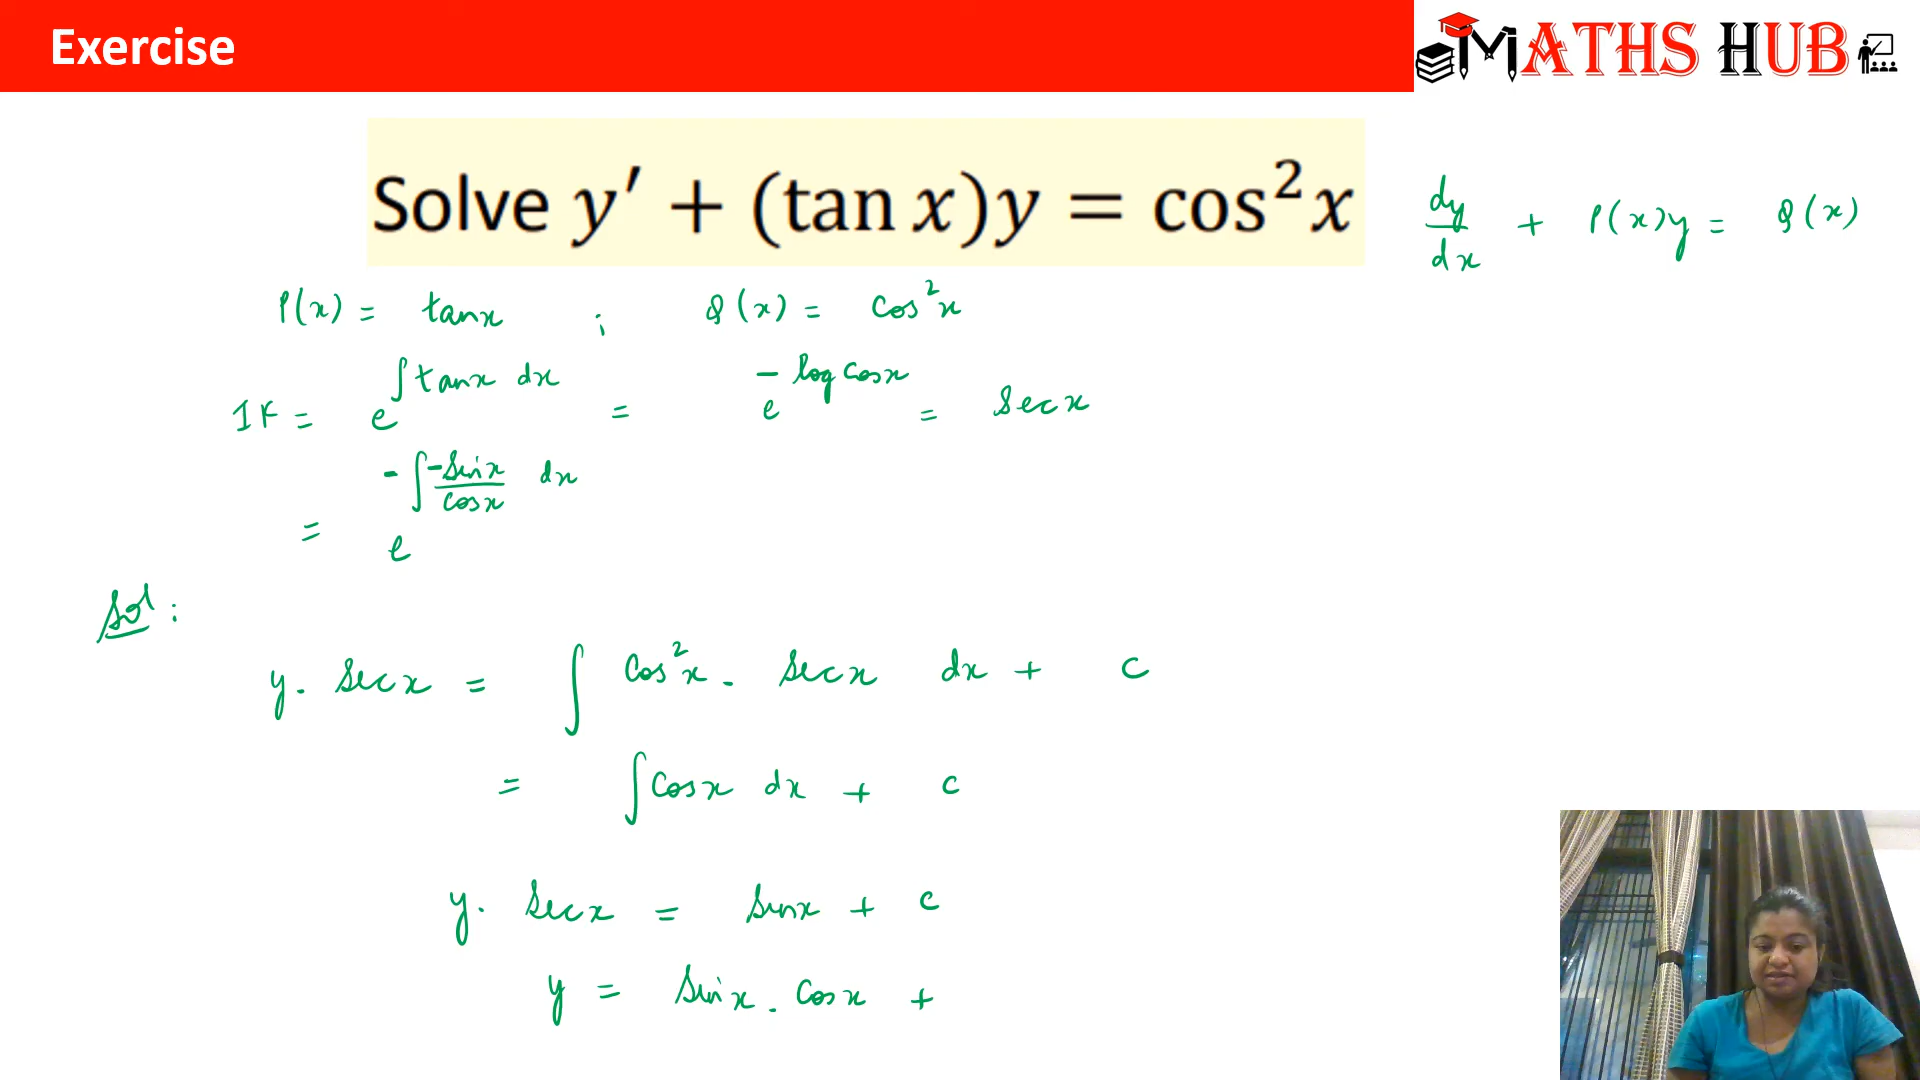 Exercise
MATHS HUB
Solve y′ + (tan x)y = cos²x
dy/dx + P(x)y = Q(x)
P(x) = tanx ; Q(x) = cos²x
IF = e^∫tanx dx = e^-log cosx = secx
= e^-∫-sinx/cosx dx
Sol :
y. secx = ∫ cos²x . secx dx + c
= ∫cosx dx + c
y. secx = sinx + c
y = sinx . cosx +